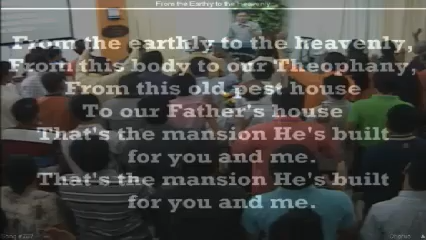 From the Earthly to the Heavenly
From the earthly to the heavenly,
From this body to our Theophany,
From this old pest house
To our Father's house
That's the mansion He's built
for you and me.
That's the mansion He's built
for you and me.